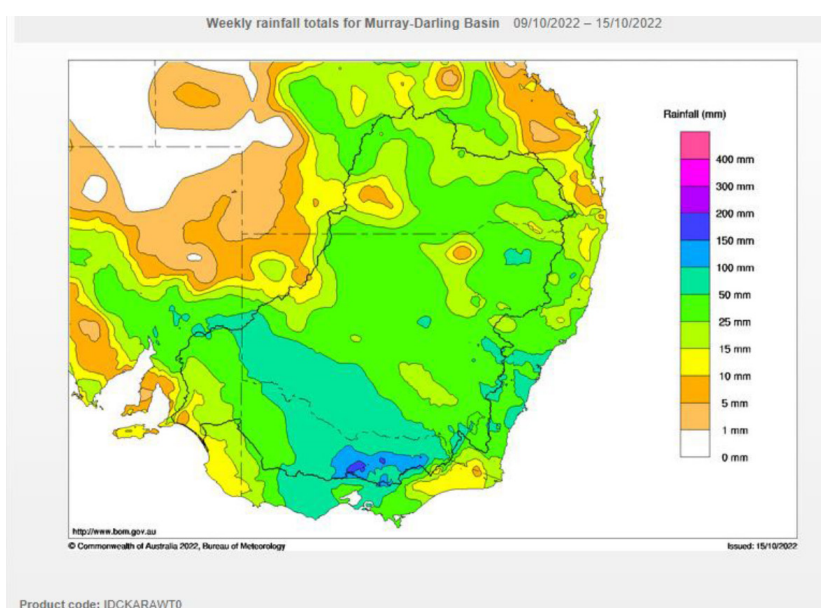 Weekly rainfall totals for Murray-Darling Basin 09/10/2022 – 15/10/2022
Rainfall (mm)
400 mm
300 mm
200 mm
150 mm
100 mm
50 mm
25 mm
15 mm
10 mm
5 mm
1 mm
0 mm
http://www.bom.gov.au
© Commonwealth of Australia 2022, Bureau of Meteorology
Issued: 15/10/2022
Product code: IDCKARAWT0